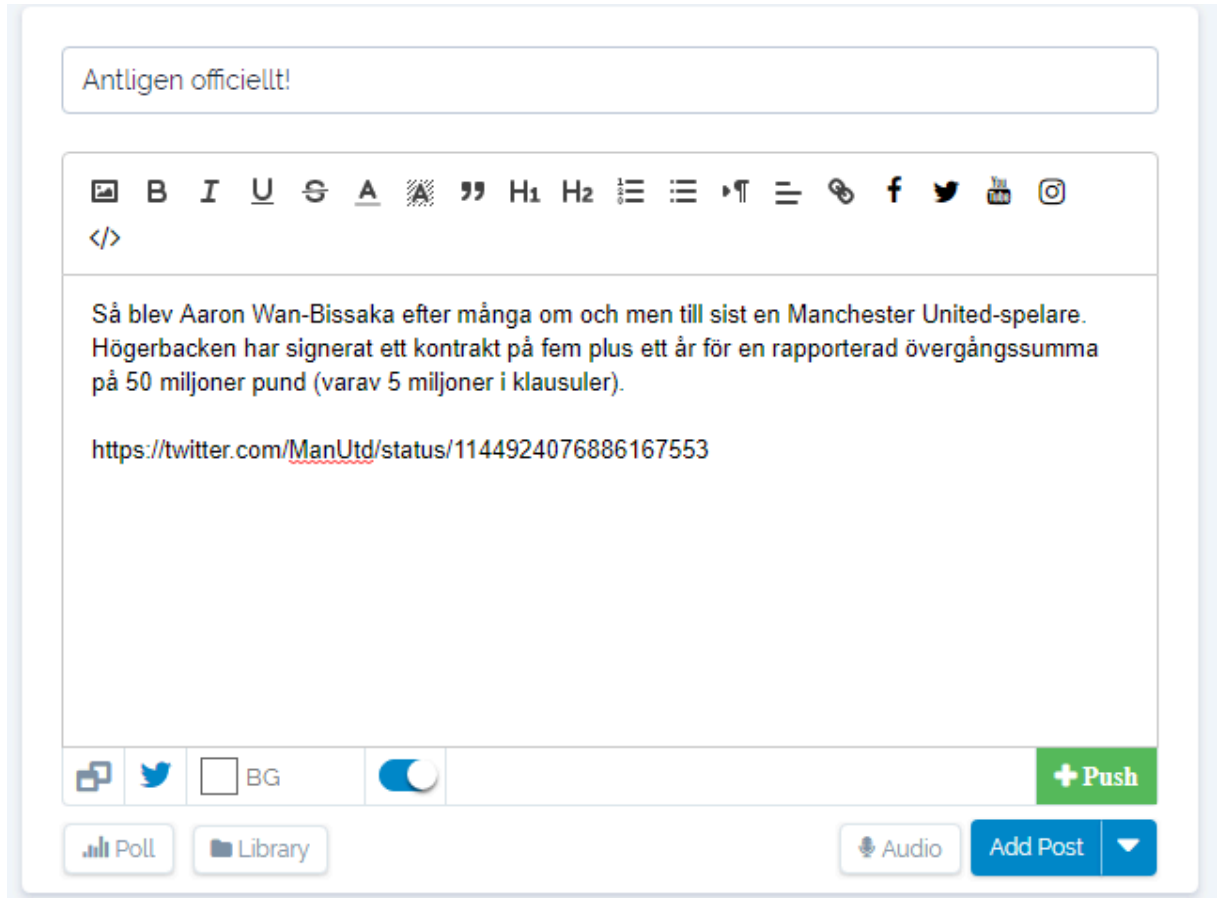 Antligen officiellt!
B I U S A A H1 H2
</>
Så blev Aaron Wan-Bissaka efter många om och men till sist en Manchester United-spelare.
Högerbacken har signerat ett kontrakt på fem plus ett år för en rapporterad övergångssumma
på 50 miljoner pund (varav 5 miljoner i klausuler).
https://twitter.com/ManUtd/status/1144924076886167553
BG
Push
Poll Library Audio Add Post